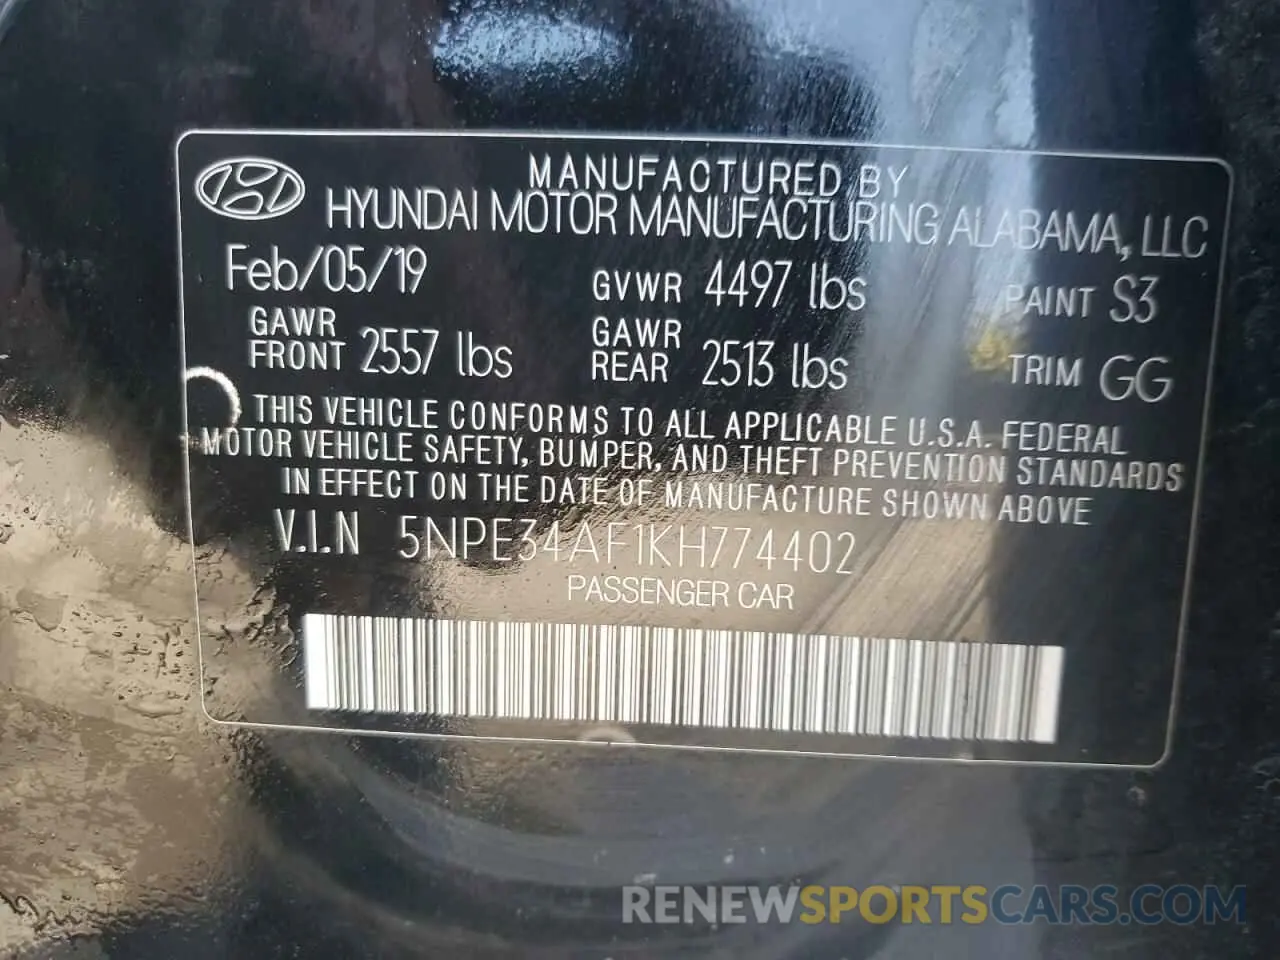 MANUFACTURED BY
HYUNDAI MOTOR MANUFACTURING ALABAMA, LLC
Feb/05/19 GVWR 4497 lbs PAINT S3
GAWR FRONT 2557 lbs GAWR REAR 2513 lbs TRIM GG
THIS VEHICLE CONFORMS TO ALL APPLICABLE U.S.A. FEDERAL
MOTOR VEHICLE SAFETY, BUMPER, AND THEFT PREVENTION STANDARDS
IN EFFECT ON THE DATE OF MANUFACTURE SHOWN ABOVE
V.I.N 5NPE34AF1KH774402
PASSENGER CAR
RENEWSPORTSCARS.COM